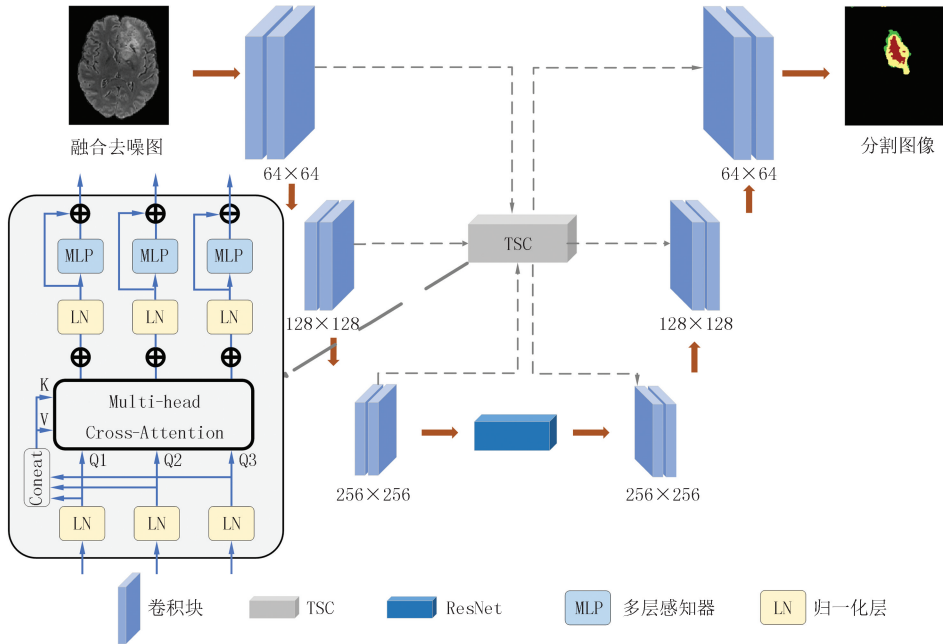 融合去噪图
分割图像
64×64
64×64
MLP
MLP
MLP
TSC
LN
LN
LN
128×128
128×128
K
Multi-head
V
Cross-Attention
Q1
Q2
Q3
Concat
256×256
256×256
LN
LN
LN
卷积块
TSC
ResNet
MLP
多层感知器
LN
归一化层